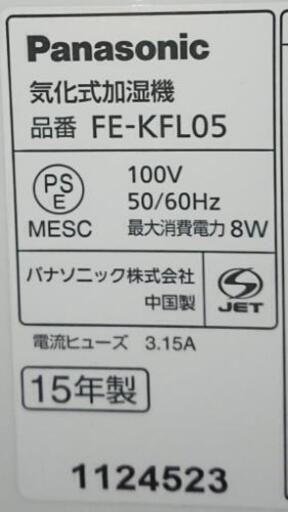 Panasonic
気化式加湿機
品番 FE-KFL05
PS
E
MESC
100V
50/60Hz
最大消費電力 8W
パナソニック株式会社
中国製
S
JET
電流ヒューズ 3.15A
15年製
1124523